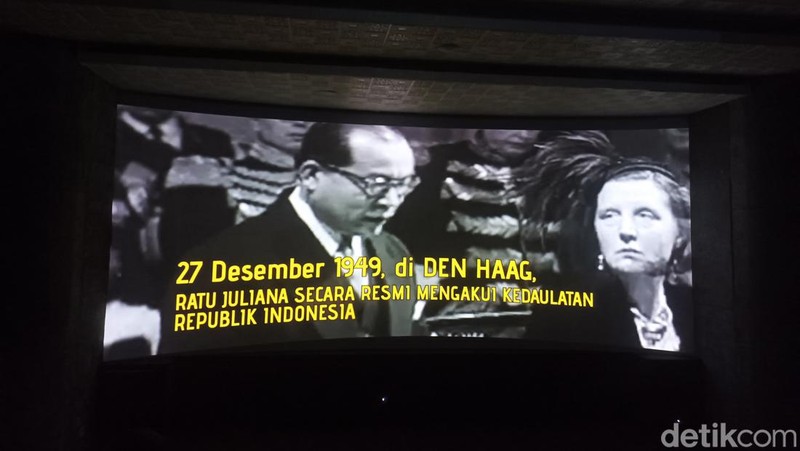 27 Desember 1949, di DEN HAAG,
RATU JULIANA SECARA RESMI MENGAKUI KEDAULATAN
REPUBLIK INDONESIA
detikcom